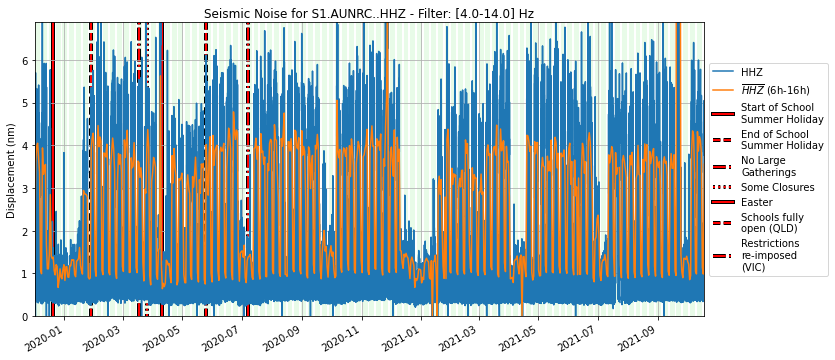 Seismic Noise for S1.AUNRC..HHZ - Filter: [4.0-14.0] Hz
Displacement (nm)
6
5
4
3
2
1
0
2020-01
2020-03
2020-05
2020-07
2020-09
2020-11
2021-01
2021-03
2021-05
2021-07
2021-09
HHZ
HHZ (6h-16h)
Start of School
Summer Holiday
End of School
Summer Holiday
No Large
Gatherings
Some Closures
Easter
Schools fully
open (QLD)
Restrictions
re-imposed
(VIC)